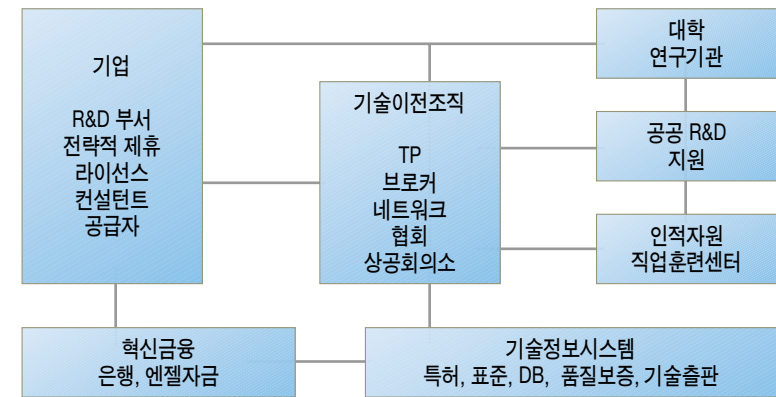 기업
R&D 부서
전략적 제휴
라이선스
컨설턴트
공급자
기술이전조직
TP
브로커
네트워크
협회
상공회의소
대학
연구기관
공공 R&D
지원
인적자원
직업훈련센터
혁신금융
은행, 엔젤자금
기술정보시스템
특허, 표준, DB, 품질보증, 기술출판